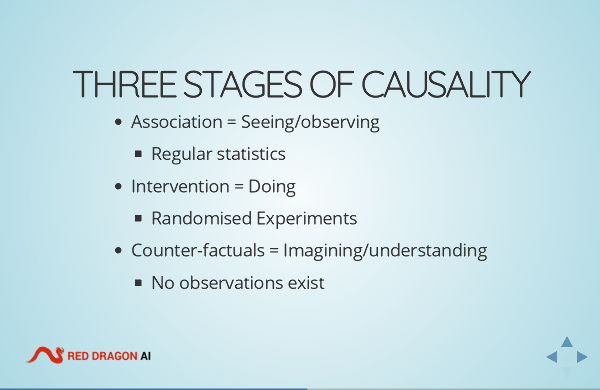 THREE STAGES OF CAUSALITY
Association = Seeing/observing
Regular statistics
Intervention = Doing
Randomised Experiments
Counter-factuals = Imagining/understanding
No observations exist
RED DRAGON AI